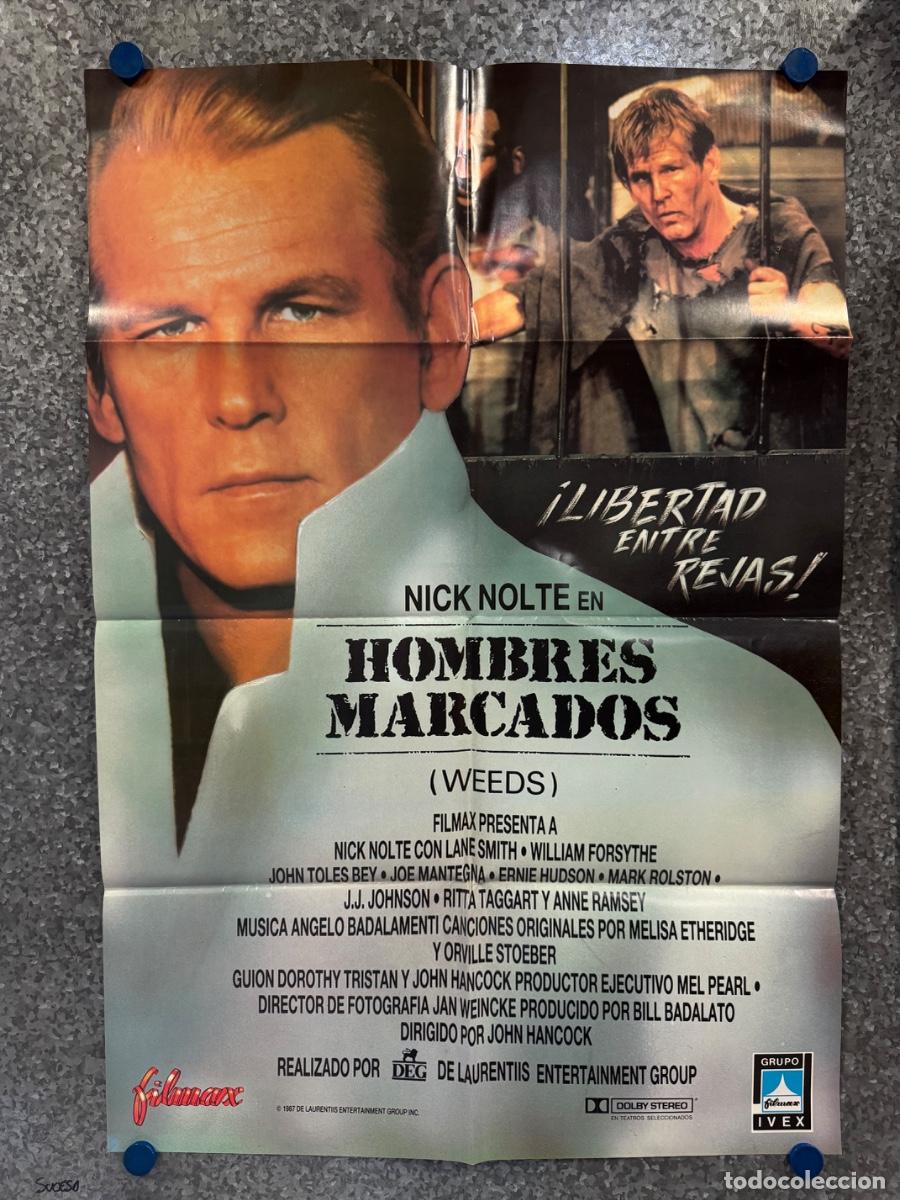 ¡LIBERTAD
ENTRE
REJAS!
NICK NOLTE EN
HOMBRES
MARCADOS
(WEEDS)
FILMAX PRESENTA A
NICK NOLTE CON LANE SMITH • WILLIAM FORSYTHE
JOHN TOLES BEY • JOE MANTEGNA • ERNIE HUDSON • MARK ROLSTON •
J.J. JOHNSON • RITTA TAGGART Y ANNE RAMSEY
MUSICA ANGELO BADALAMENTI CANCIONES ORIGINALES POR MELISA ETHERIDGE
Y ORVILLE STOEBER
GUION DOROTHY TRISTAN Y JOHN HANCOCK PRODUCTOR EJECUTIVO MEL PEARL •
DIRECTOR DE FOTOGRAFIA JAN WEINCKE PRODUCIDO POR BILL BADALATO
DIRIGIDO POR JOHN HANCOCK
REALIZADO POR DEG DE LAURENTIIS ENTERTAINMENT GROUP
filmax
© 1987 DE LAURENTIIS ENTERTAINMENT GROUP INC.
DOLBY STEREO
EN TEATROS SELECCIONADOS
GRUPO
filmax
IVEX
SUCESO
todocoleccion